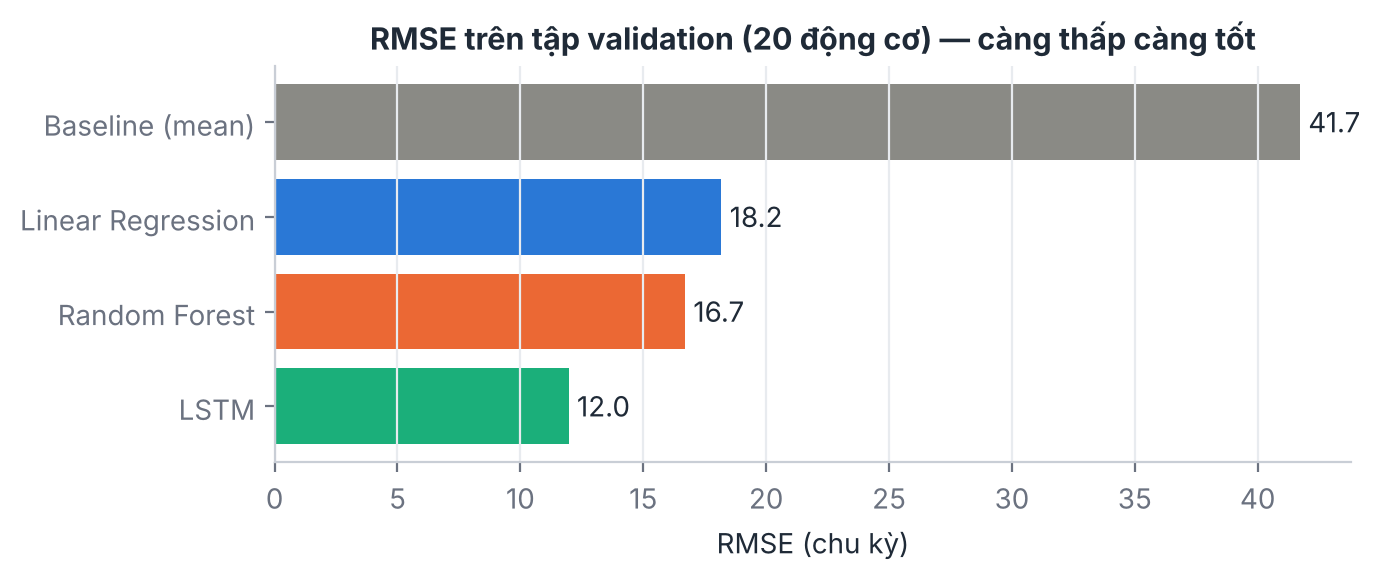 RMSE trên tập validation (20 động cơ) — càng thấp càng tốt
Baseline (mean)
41.7
Linear Regression
18.2
Random Forest
16.7
LSTM
12.0
0 5 10 15 20 25 30 35 40
RMSE (chu kỳ)